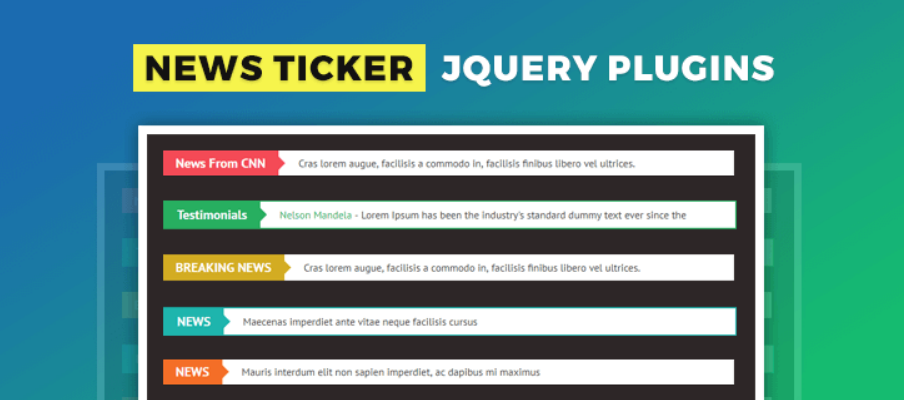 NEWS TICKER JQUERY PLUGINS
News From CNN Cras lorem augue, facilisis a commodo in, facilisis finibus libero vel ultrices.
Testimonials Nelson Mandela - Lorem Ipsum has been the industry's standard dummy text ever since the
BREAKING NEWS Cras lorem augue, facilisis a commodo in, facilisis finibus libero vel ultrices.
NEWS Maecenas imperdiet ante vitae neque facilisis cursus
NEWS Mauris interdum elit non sapien imperdiet, ac dapibus mi maximus